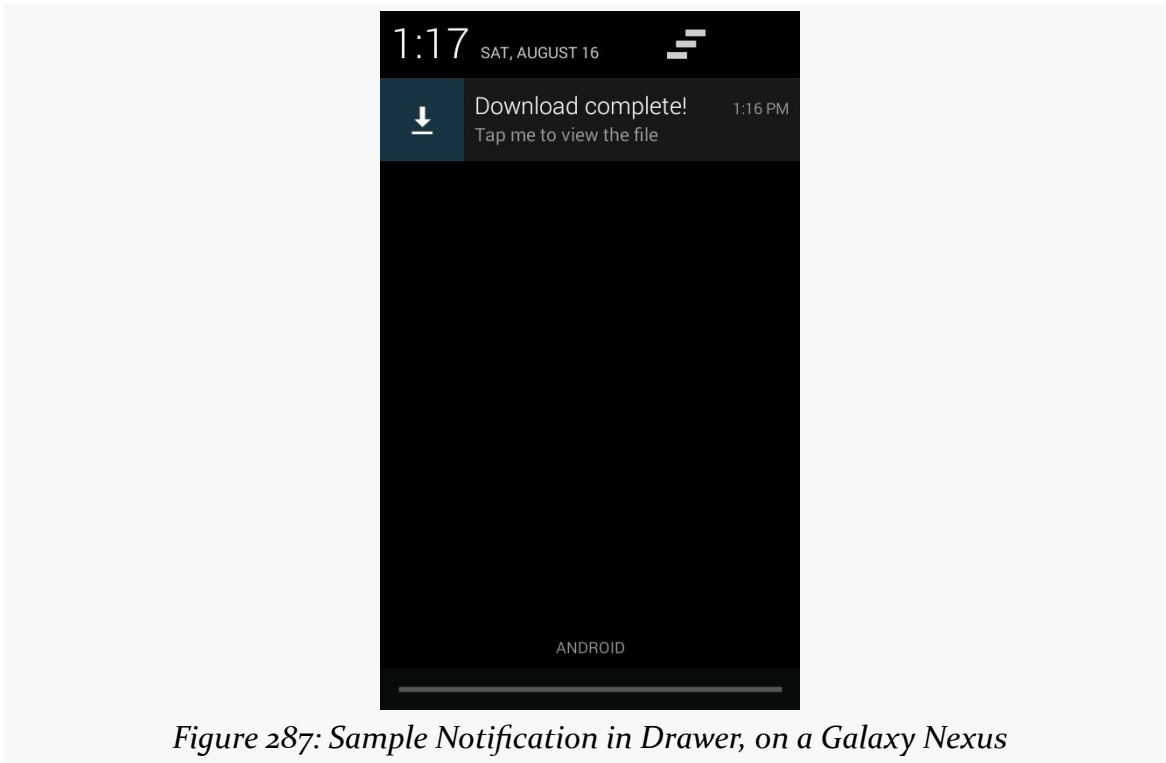 1:17 SAT, AUGUST 16
Download complete! 1:16 PM
Tap me to view the file
ANDROID
Figure 287: Sample Notification in Drawer, on a Galaxy Nexus